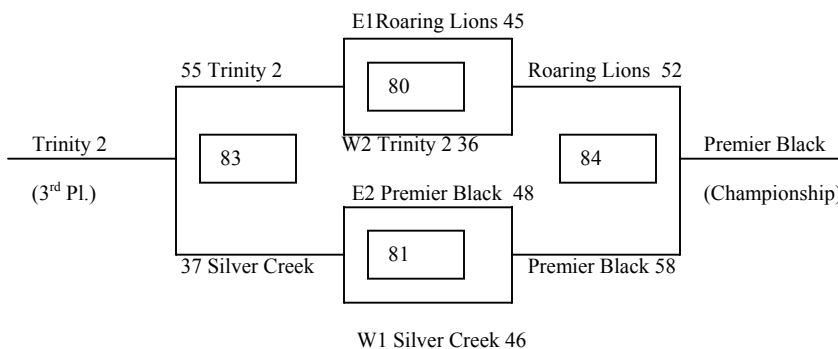 E1Roaring Lions 45
55 Trinity 2
Roaring Lions 52
80
Trinity 2
W2 Trinity 2 36
Premier Black
83
84
(3rd Pl.)
E2 Premier Black 48
(Championship)
37 Silver Creek
81
Premier Black 58
W1 Silver Creek 46